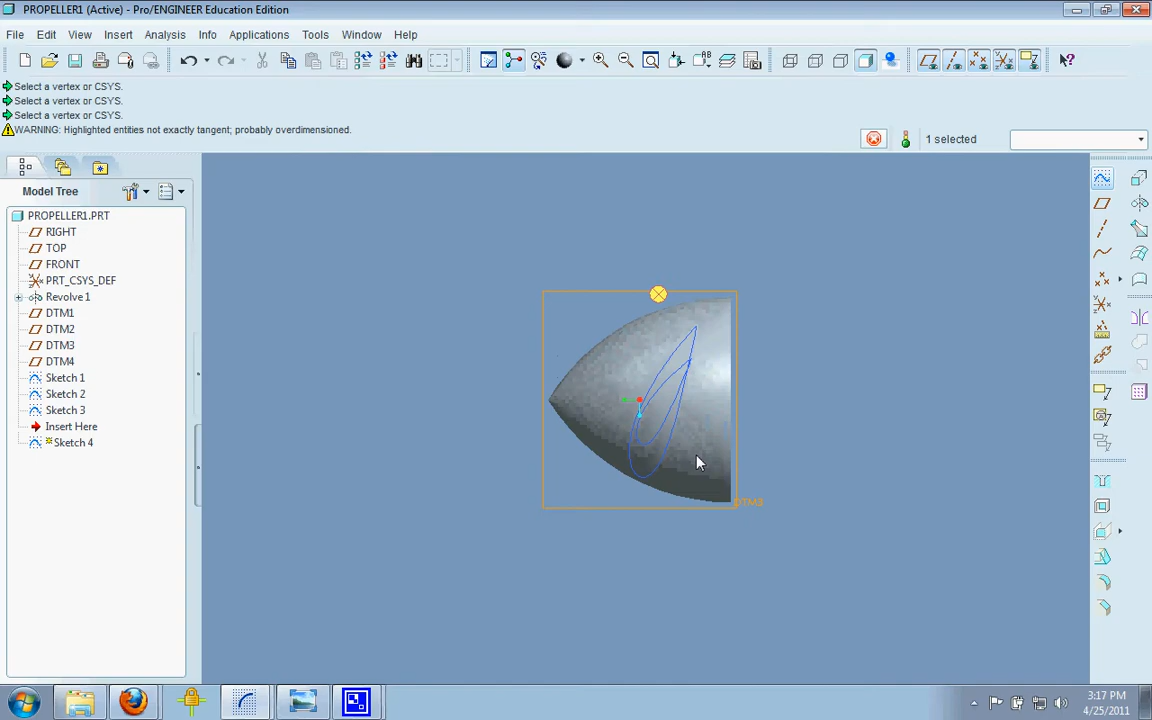 PROPELLER1 (Active) - Pro/ENGINEER Education Edition
File Edit View Insert Analysis Info Applications Tools Window Help
Select a vertex or CSYS.
Select a vertex or CSYS.
Select a vertex or CSYS.
WARNING: Highlighted entities not exactly tangent; probably overdimensioned.
1 selected
Model Tree
PROPELLER1.PRT
RIGHT
TOP
FRONT
PRT_CSYS_DEF
Revolve 1
DTM1
DTM2
DTM3
DTM4
Sketch 1
Sketch 2
Sketch 3
Insert Here
Sketch 4
DTM3
3:17 PM
4/25/2011